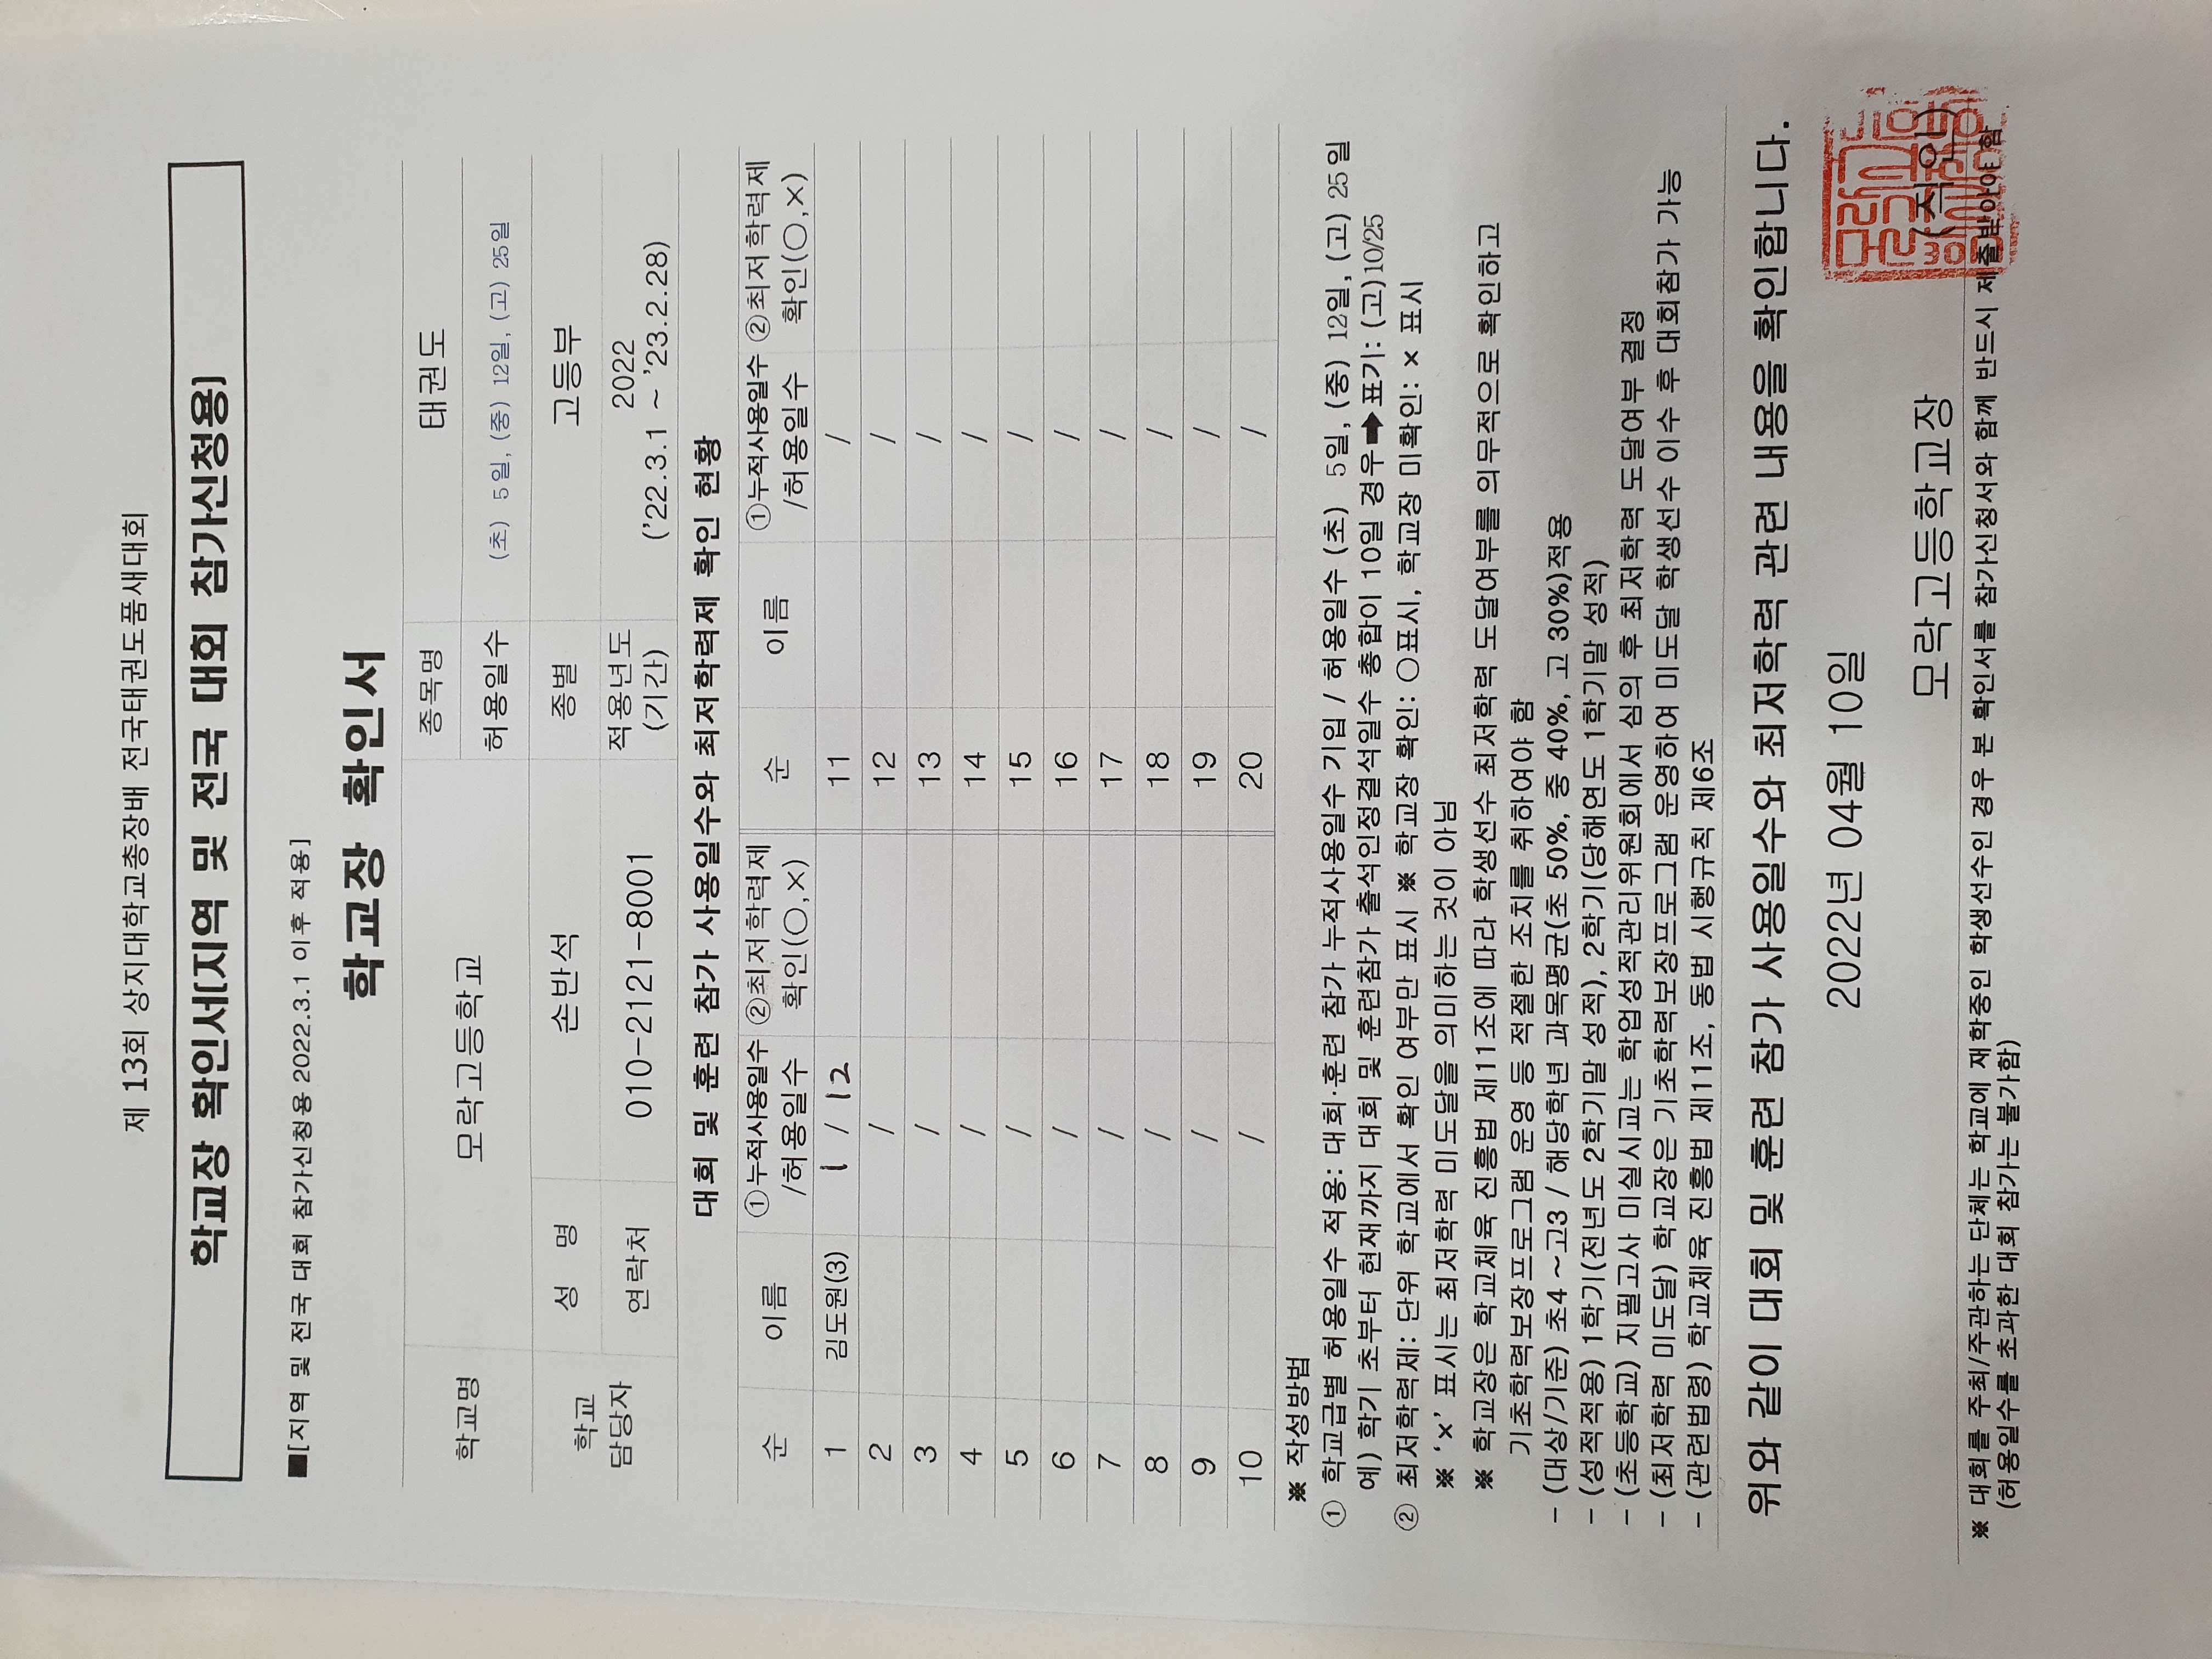 제 13회 상지대학교총장배 전국태권도품새대회
학교장 확인서(지역 및 전국 대회 참가신청용)
■[지역 및 전국 대회 참가신청용 2022.3.1 이후 적용]
학교장 확인서
학교명 모락고등학교 종목명 태권도
허용일수 (초) 5일, (중) 12일, (고) 25일
학교 담당자 성 명 손반석 종별 고등부
연락처 010-2121-8001 적용년도 (기간) 2022 ('22.3.1 ~ '23.2.28)
대회 및 훈련 참가 사용일수와 최저학력제 확인 현황
순 이름 ①누적사용일수 /허용일수 ②최저학력제 확인(○,×) 순 이름 ①누적사용일수 /허용일수 ②최저학력제 확인(○,×)
1 김도원(3) 1 / 12 11 /
2 / 12 /
3 / 13 /
4 / 14 /
5 / 15 /
6 / 16 /
7 / 17 /
8 / 18 /
9 / 19 /
10 / 20 /
※ 작성방법
① 학교급별 허용일수 적용: 대회·훈련 참가 누적사용일수 기입 / 허용일수 (초) 5일, (중) 12일, (고) 25일
예) 학기 초부터 현재까지 대회 및 훈련참가 출석인정결석일수 총합이 10일 경우➡표기: (고)10/25
② 최저학력제: 단위 학교에서 확인 여부만 표시 ※ 학교장 확인: ○표시, 학교장 미확인: × 표시
※ ‘×’ 표시는 최저학력 미도달을 의미하는 것이 아님
※ 학교장은 학교체육 진흥법 제11조에 따라 학생선수 최저학력 도달여부를 의무적으로 확인하고
기초학력보장프로그램 운영 등 적절한 조치를 취하여야 함
- (대상/기준) 초4 ~고3 / 해당학년 과목평균(초 50%, 중 40%, 고 30%)적용
- (성적적용) 1학기(전년도 2학기말 성적), 2학기(당해연도 1학기말 성적)
- (초등학교) 지필고사 미실시교는 학업성적관리위원회에서 심의 후 최저학력 도달여부 결정
- (최저학력 미도달) 학교장은 기초학력보장프로그램 운영하여 미도달 학생선수 이수 후 대회참가 가능
- (관련법령) 학교체육 진흥법 제11조, 동법 시행규칙 제6조
위와 같이 대회 및 훈련 참가 사용일수와 최저학력 관련 내용을 확인합니다.
2022년 04월 10일
모락고등학교장 (직인)
※ 대회를 주최/주관하는 단체는 학교에 재학중인 학생선수인 경우 본 확인서를 참가신청서와 함께 반드시 제출받아야 함
(허용일수를 초과한 대회 참가는 불가함)